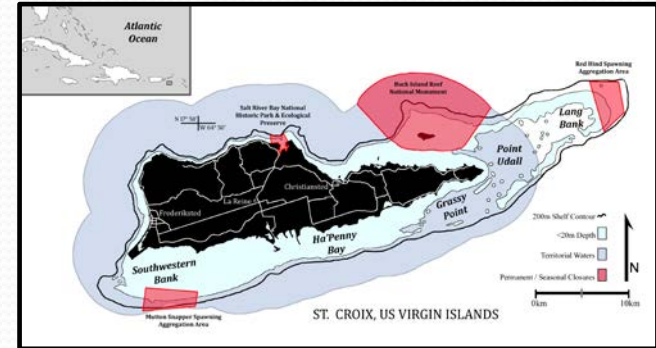 Atlantic
Ocean
Red Hind Spawning
Aggregation Area
Buck Island Reef
National Monument
Salt River Bay National
Historic Park & Ecological
Preserve
N 17° 50'
W 64° 50'
Lang
Bank
Point
Udall
Christiansted
La Reine
Frederiksted
Grassy
Point
Ha'Penny
Bay
Southwestern
Bank
200m Shelf Contour
<20m Depth
Territorial Waters
Permanent / Seasonal Closures
N
0km
10km
Mutton Snapper Spawning
Aggregation Area
ST. CROIX, US VIRGIN ISLANDS